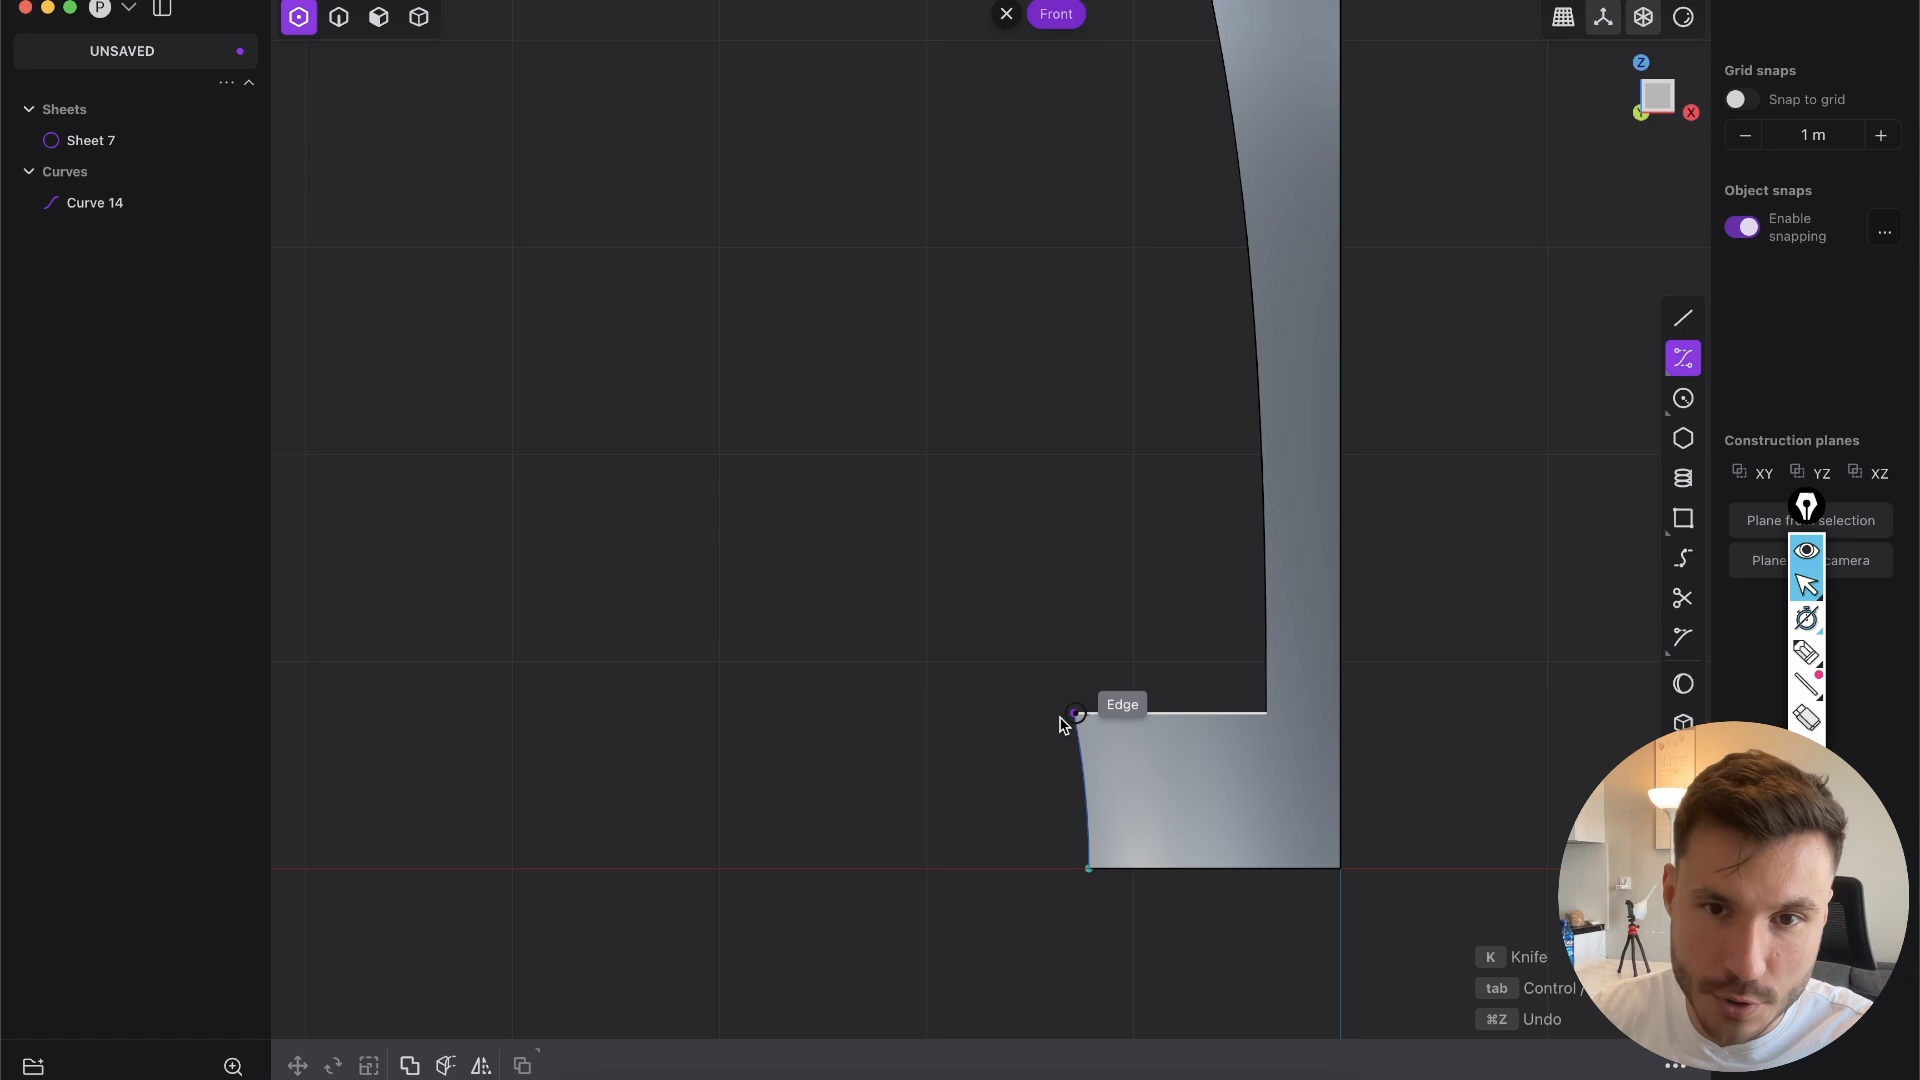 P
Front
UNSAVED
Z
Grid snaps
Sheets
Snap to grid
X
Sheet 7
1 m
Curves
Object snaps
Curve 14
Enable
snapping
...
Construction planes
XY
YZ
XZ
Plane selection
Plane camera
Edge
K Knife
tab Control /
⌘Z Undo